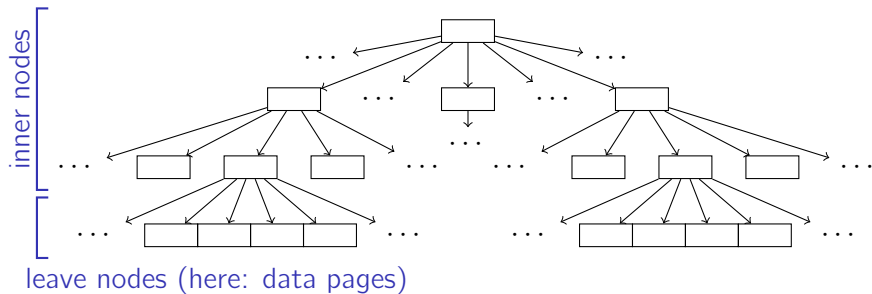 inner nodes
... ...
... ...
...
... ... ... ...
... ... ... ...
leave nodes (here: data pages)